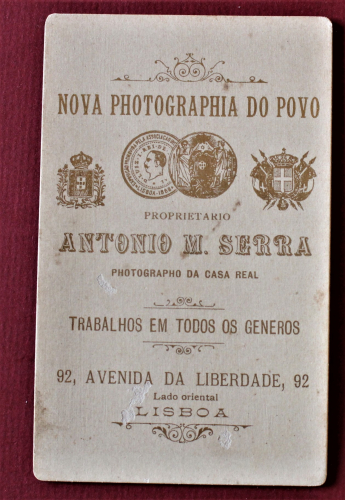 NOVA PHOTOGRAPHIA DO POVO
PROPRIETARIO
ANTONIO M. SERRA
PHOTOGRAPHO DA CASA REAL
TRABALHOS EM TODOS OS GENEROS
92, AVENIDA DA LIBERDADE, 92
Lado oriental
LISBOA